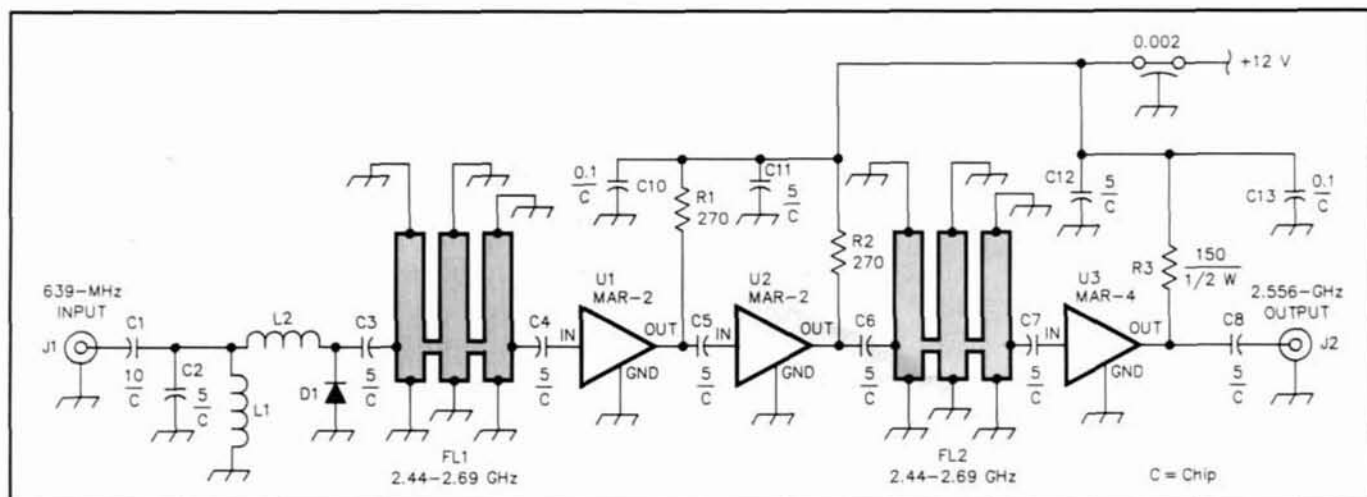 0.002
+12 V
0.1
C
C10
R1
270
C11
5
C
C12
5
C
C13
0.1
C
R2
270
R3
150
1/2 W
639-MHz
INPUT
J1
C1
10
C
C2
5
C
L1
L2
D1
C3
5
C
FL1
2.44-2.69 GHz
C4
5
C
IN
U1
MAR-2
OUT
GND
C5
5
C
IN
U2
MAR-2
OUT
GND
C6
5
C
FL2
2.44-2.69 GHz
C7
5
C
IN
U3
MAR-4
OUT
GND
C8
5
C
2.556-GHz
OUTPUT
J2
C = Chip